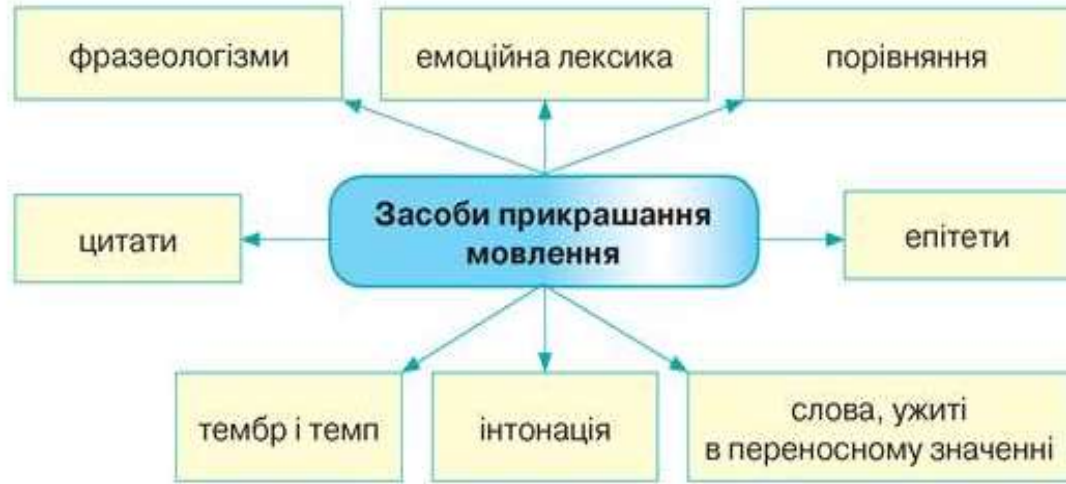 фразеологізми
емоційна лексика
порівняння
цитати
Засоби прикрашання
мовлення
епітети
тембр і темп
інтонація
слова, ужиті
в переносному значенні